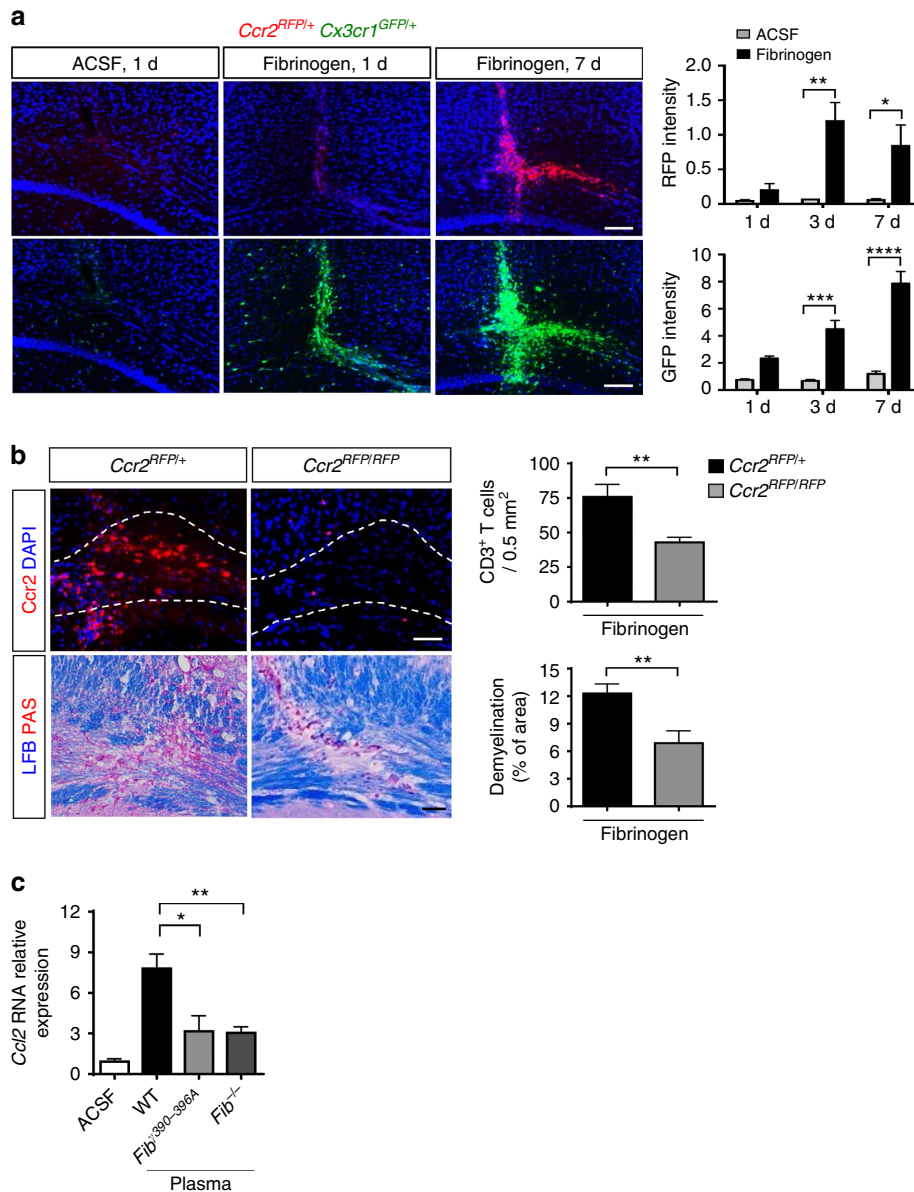 a
Ccr2RFP/+ Cx3cr1GFP/+
ACSF, 1 d
Fibrinogen, 1 d
Fibrinogen, 7 d
ACSF
Fibrinogen
RFP intensity
2.0
1.5
1.0
0.5
0
**
*
1 d
3 d
7 d
GFP intensity
10
8
6
4
2
0
***
****
1 d
3 d
7 d
b
Ccr2RFP/+
Ccr2RFP/RFP
Ccr2 DAPI
LFB PAS
CD3+ T cells
/ 0.5 mm2
100
75
50
25
0
**
Fibrinogen
Ccr2RFP/+
Ccr2RFP/RFP
Demyelination
(% of area)
15
12
9
6
3
0
**
Fibrinogen
c
Ccl2 RNA relative
expression
12
9
6
3
0
*
**
ACSF
WT
Fibγ390–396A
Fib–/–
Plasma